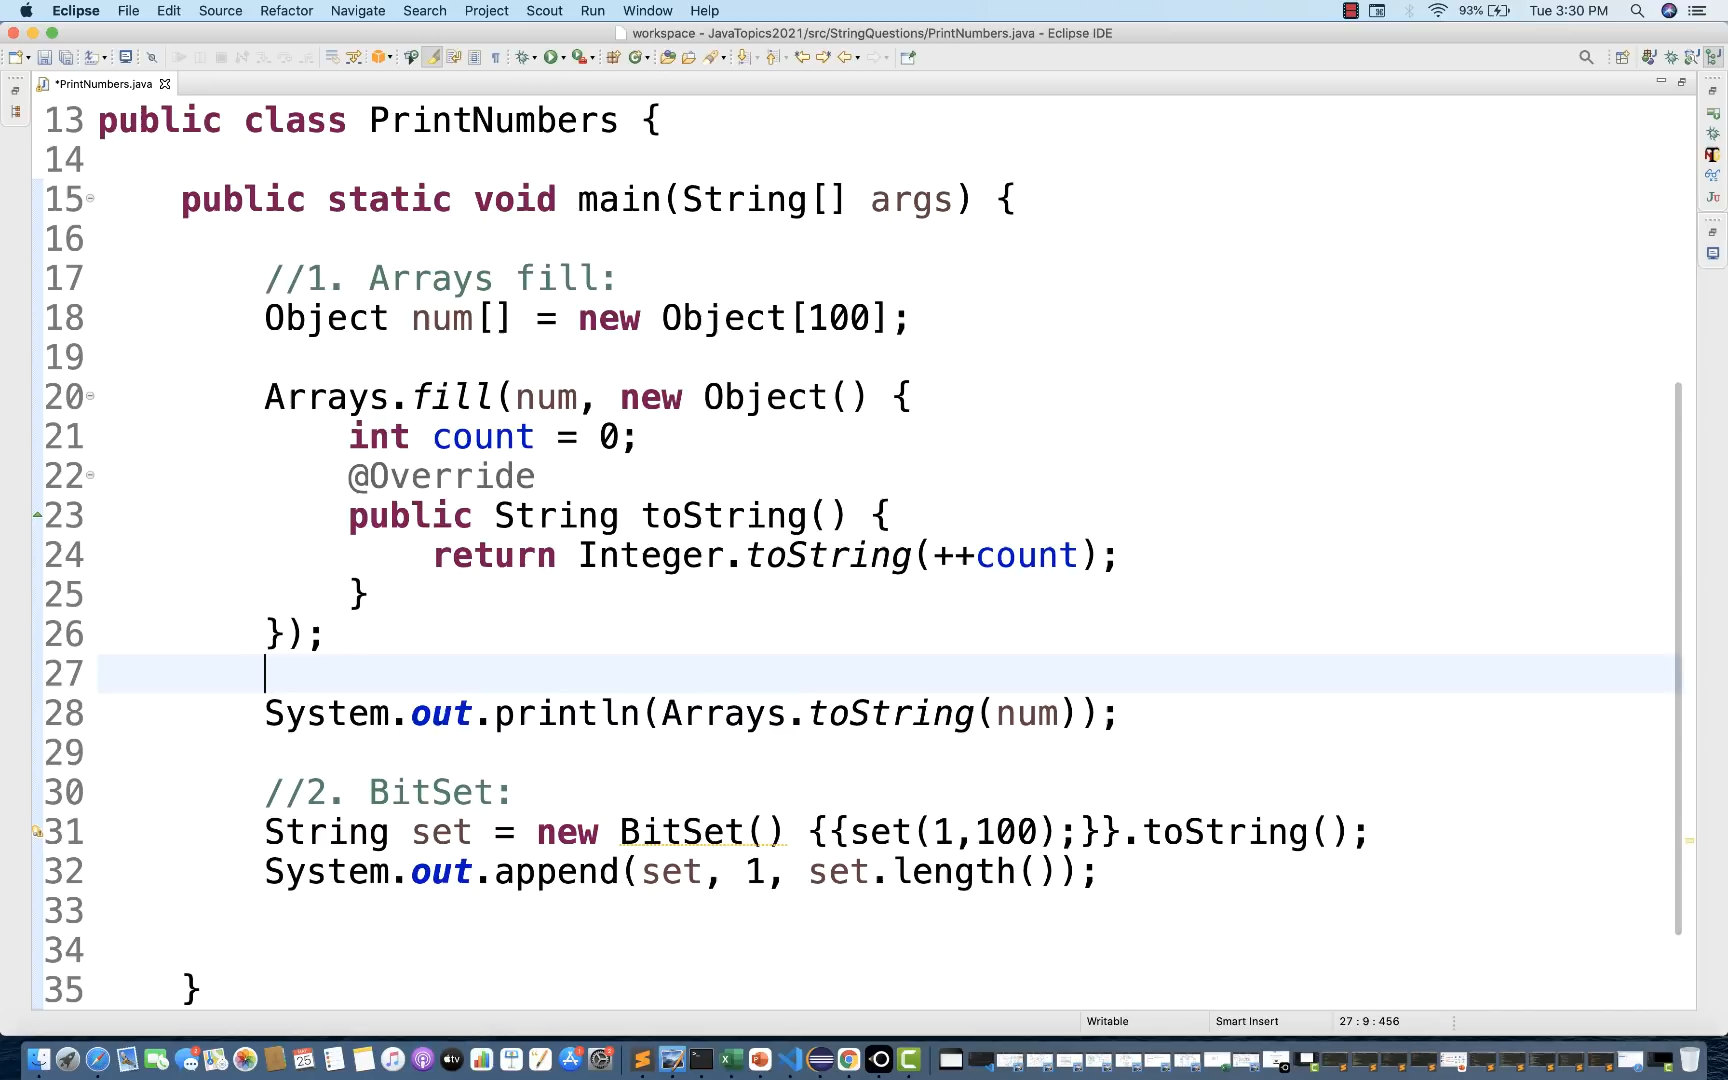 Eclipse File Edit Source Refactor Navigate Search Project Scout Run Window Help 93% Tue 3:30 PM
workspace - JavaTopics2021/src/StringQuestions/PrintNumbers.java - Eclipse IDE
*PrintNumbers.java
13 public class PrintNumbers {
14
15 public static void main(String[] args) {
16
17 //1. Arrays fill:
18 Object num[] = new Object[100];
19
20 Arrays.fill(num, new Object() {
21 int count = 0;
22 @Override
23 public String toString() {
24 return Integer.toString(++count);
25 }
26 });
27
28 System.out.println(Arrays.toString(num));
29
30 //2. BitSet:
31 String set = new BitSet() {{set(1,100);}}.toString();
32 System.out.append(set, 1, set.length());
33
34
35 }
Writable Smart Insert 27 : 9 : 456